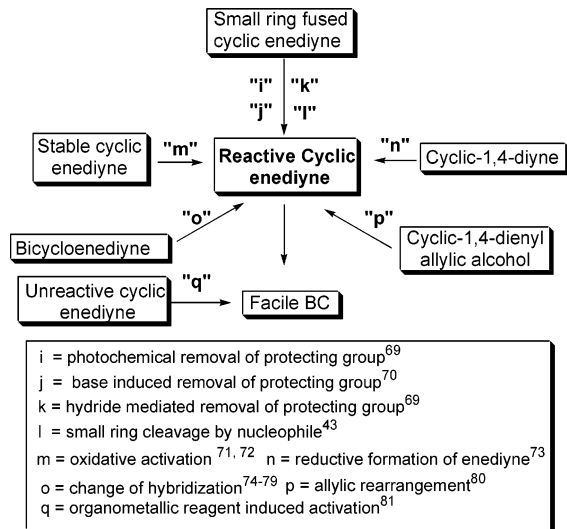 Small ring fused
cyclic enediyne
"i" "k"
"j" "l"
Stable cyclic
enediyne
"m"
Reactive Cyclic
enediyne
"n"
Cyclic-1,4-diyne
"o"
"p"
Bicycloenediyne
Cyclic-1,4-dienyl
allylic alcohol
Unreactive cyclic
enediyne
"q"
Facile BC
i = photochemical removal of protecting group69
j = base induced removal of protecting group70
k = hydride mediated removal of protecting group69
l = small ring cleavage by nucleophile43
m = oxidative activation 71, 72 n = reductive formation of enediyne73
o = change of hybridization74-79 p = allylic rearrangement80
q = organometallic reagent induced activation81